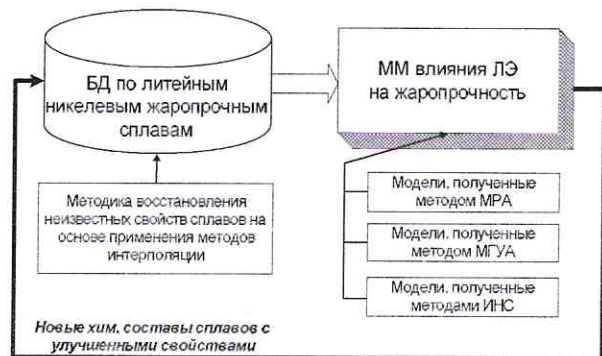 БД по литейным
никелевым жаропрочным
сплавам
ММ влияния ЛЭ
на жаропрочность
Методика восстановления
неизвестных свойств сплавов на
основе применения методов
интерполяции
Модели, полученные
методом МРА
Модели, полученные
методом МГУА
Модели, полученные
методами ИНС
Новые хим. составы сплавов с
улучшенными свойствами